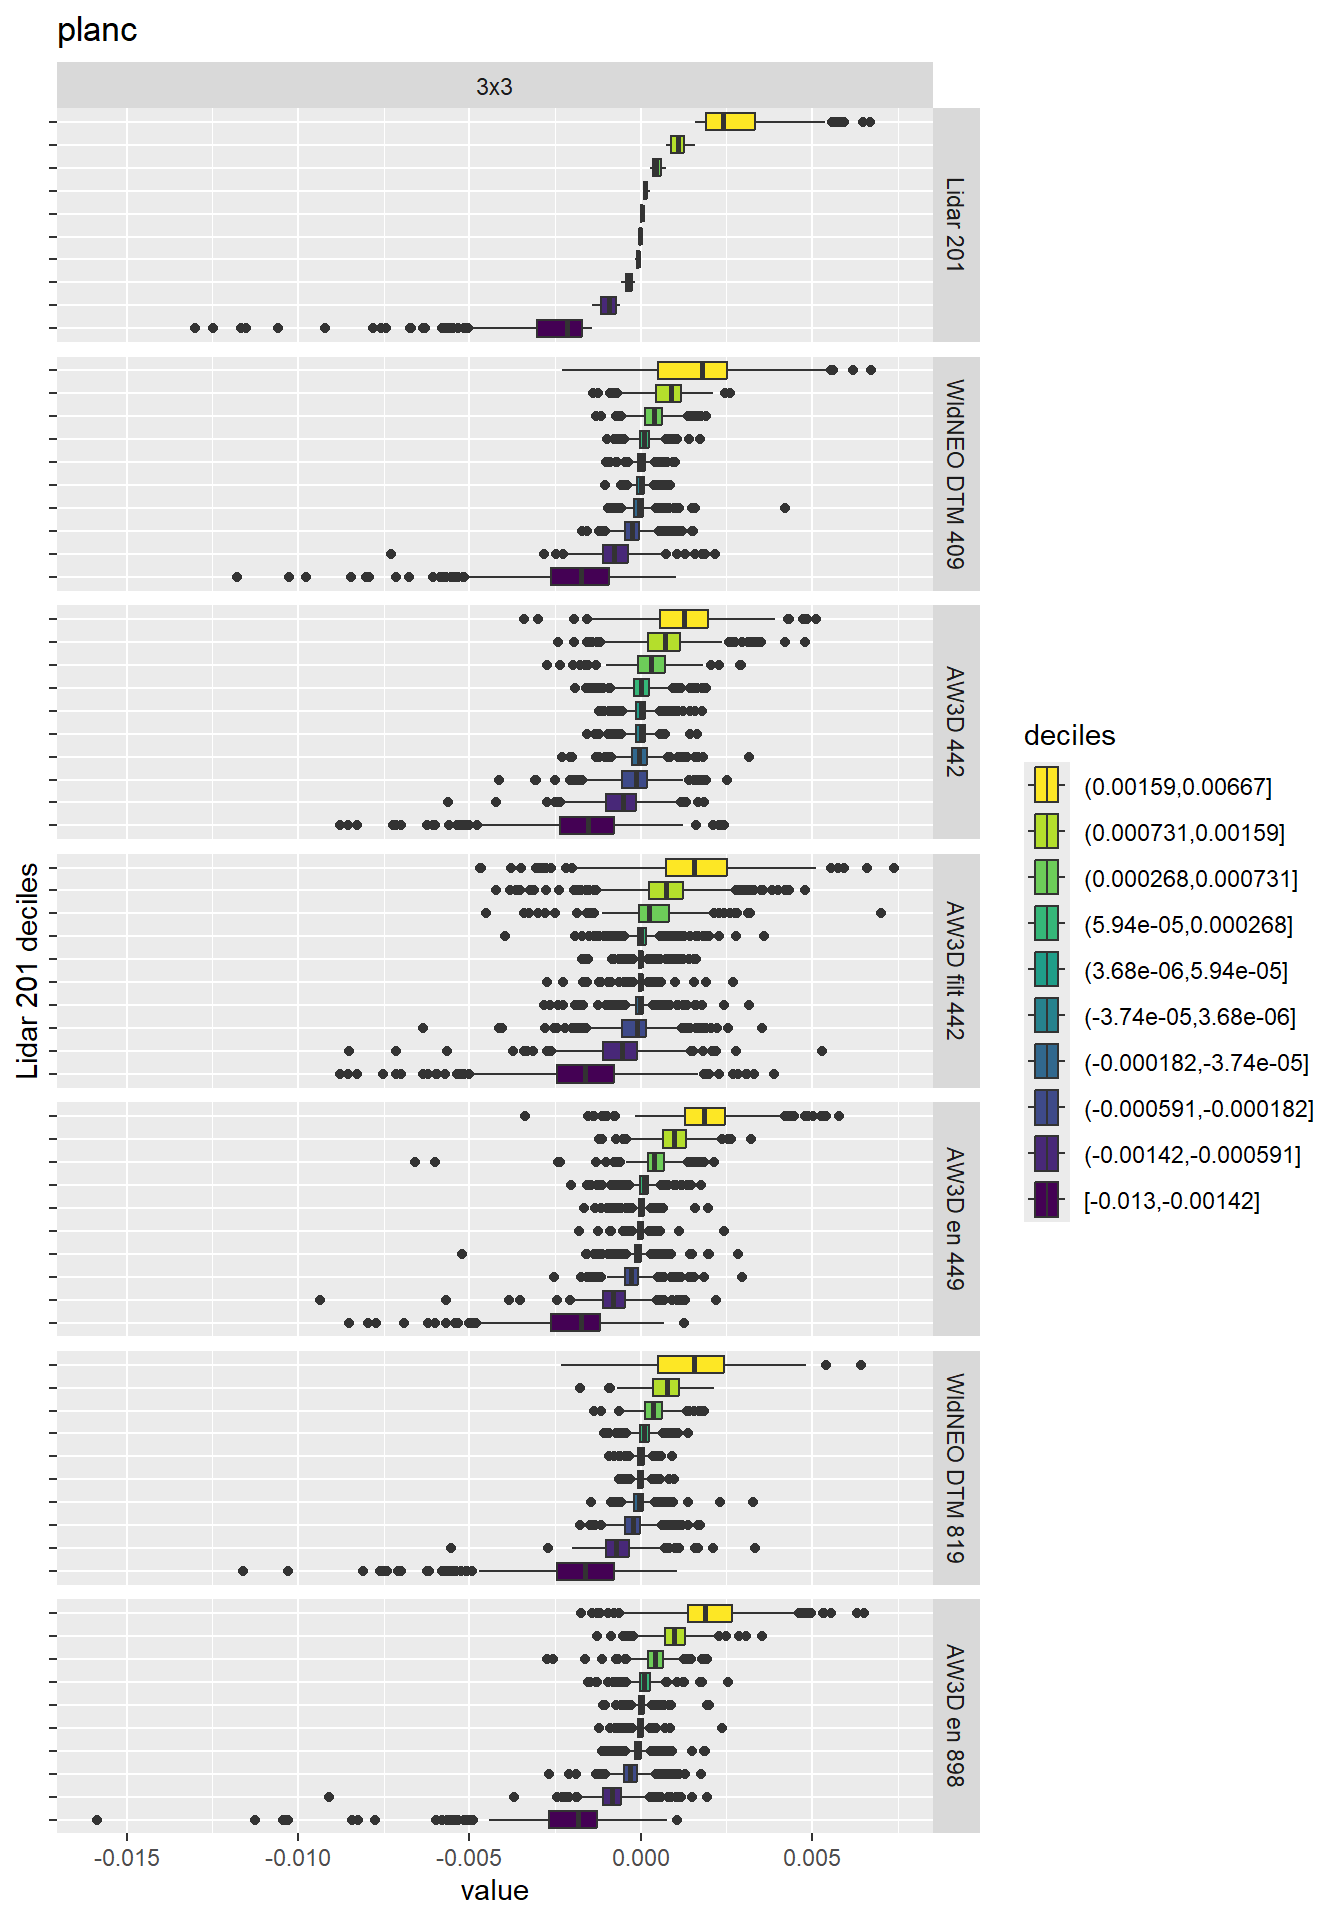 planc
3x3
Lidar 201
WldNEO DTM 409
AW3D 442
AW3D filt 442
AW3D en 449
WldNEO DTM 819
AW3D en 898
Lidar 201 deciles
-0.015 -0.010 -0.005 0.000 0.005
value
deciles
(0.00159,0.00667]
(0.000731,0.00159]
(0.000268,0.000731]
(5.94e-05,0.000268]
(3.68e-06,5.94e-05]
(-3.74e-05,3.68e-06]
(-0.000182,-3.74e-05]
(-0.000591,-0.000182]
(-0.00142,-0.000591]
[-0.013,-0.00142]